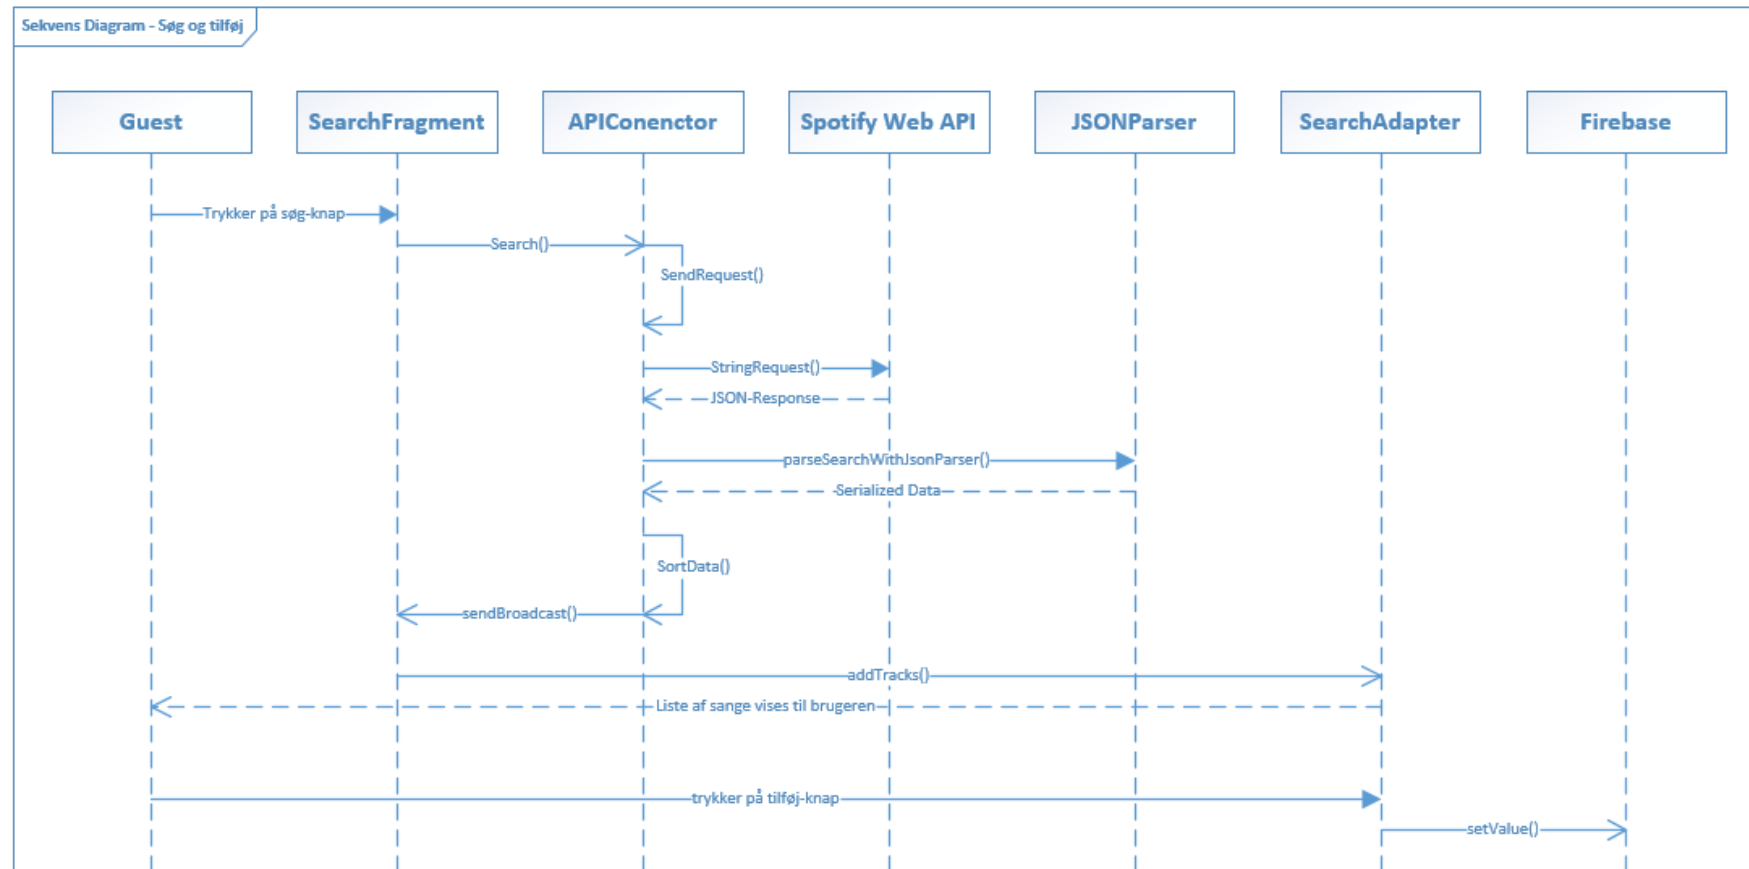 Sekvens Diagram - Søg og tilføj
Guest
SearchFragment
APIConenctor
Spotify Web API
JSONParser
SearchAdapter
Firebase
Trykker på søg-knap
Search()
SendRequest()
StringRequest()
JSON-Response
parseSearchWithJsonParser()
Serialized Data
SortData()
sendBroadcast()
addTracks()
Liste af sange vises til brugeren
trykker på tilføj-knap
setValue()